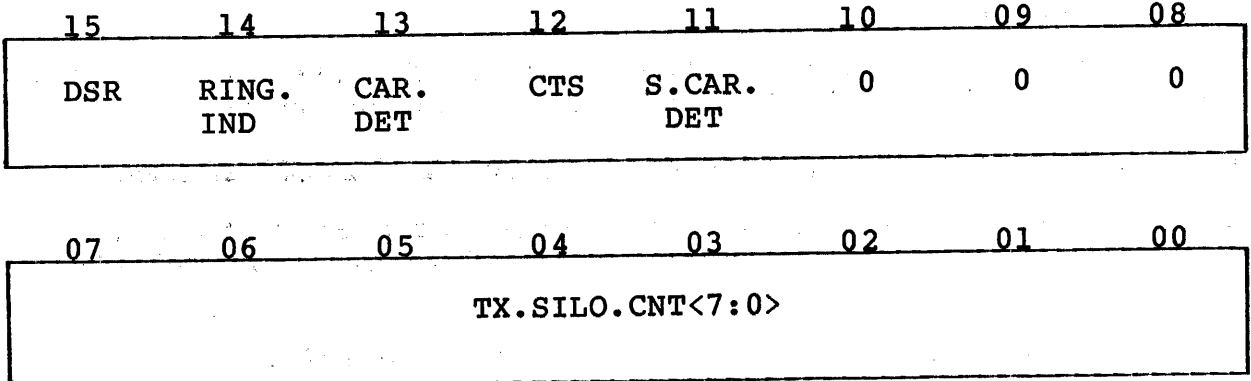 15 14 13 12 11 10 09 08
DSR RING. CAR. CTS S.CAR. 0 0 0
IND DET DET
07 06 05 04 03 02 01 00
TX.SILO.CNT<7:0>